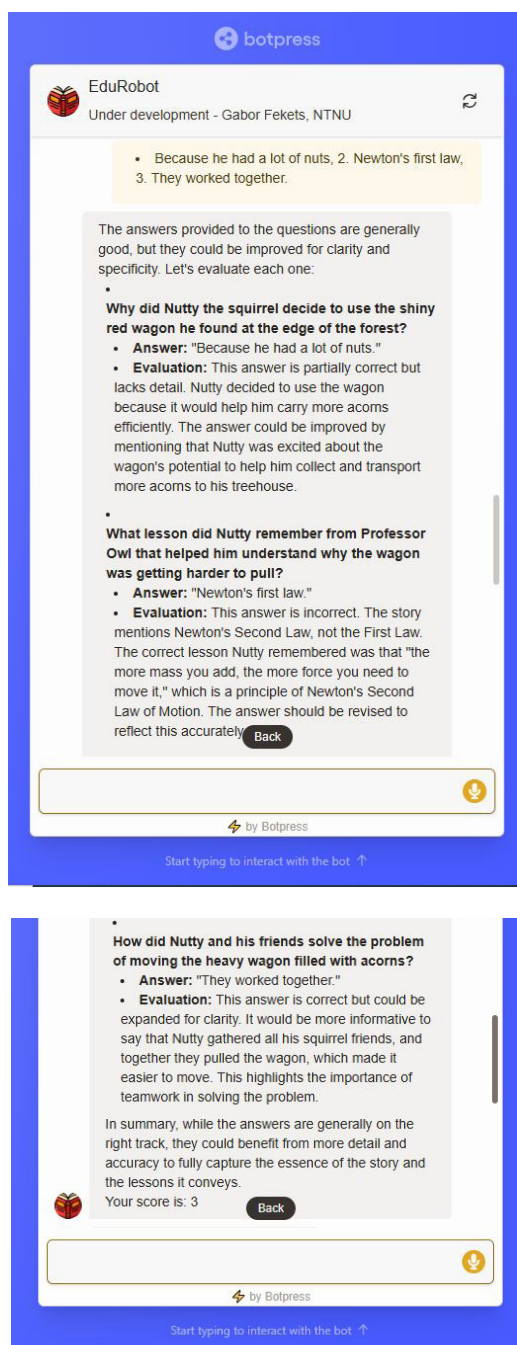 botpress
EduRobot
Under development - Gabor Fekets, NTNU
• Because he had a lot of nuts, 2. Newton's first law,
3. They worked together.
The answers provided to the questions are generally
good, but they could be improved for clarity and
specificity. Let's evaluate each one:
•
Why did Nutty the squirrel decide to use the shiny
red wagon he found at the edge of the forest?
• Answer: "Because he had a lot of nuts."
• Evaluation: This answer is partially correct but
lacks detail. Nutty decided to use the wagon
because it would help him carry more acorns
efficiently. The answer could be improved by
mentioning that Nutty was excited about the
wagon's potential to help him collect and transport
more acorns to his treehouse.
•
What lesson did Nutty remember from Professor
Owl that helped him understand why the wagon
was getting harder to pull?
• Answer: "Newton's first law."
• Evaluation: This answer is incorrect. The story
mentions Newton's Second Law, not the First Law.
The correct lesson Nutty remembered was that "the
more mass you add, the more force you need to
move it," which is a principle of Newton's Second
Law of Motion. The answer should be revised to
reflect this accurately
Back
by Botpress
Start typing to interact with the bot ↑
•
How did Nutty and his friends solve the problem
of moving the heavy wagon filled with acorns?
• Answer: "They worked together."
• Evaluation: This answer is correct but could be
expanded for clarity. It would be more informative to
say that Nutty gathered all his squirrel friends, and
together they pulled the wagon, which made it
easier to move. This highlights the importance of
teamwork in solving the problem.
In summary, while the answers are generally on the
right track, they could benefit from more detail and
accuracy to fully capture the essence of the story and
the lessons it conveys.
Your score is: 3
Back
by Botpress
Start typing to interact with the bot ↑